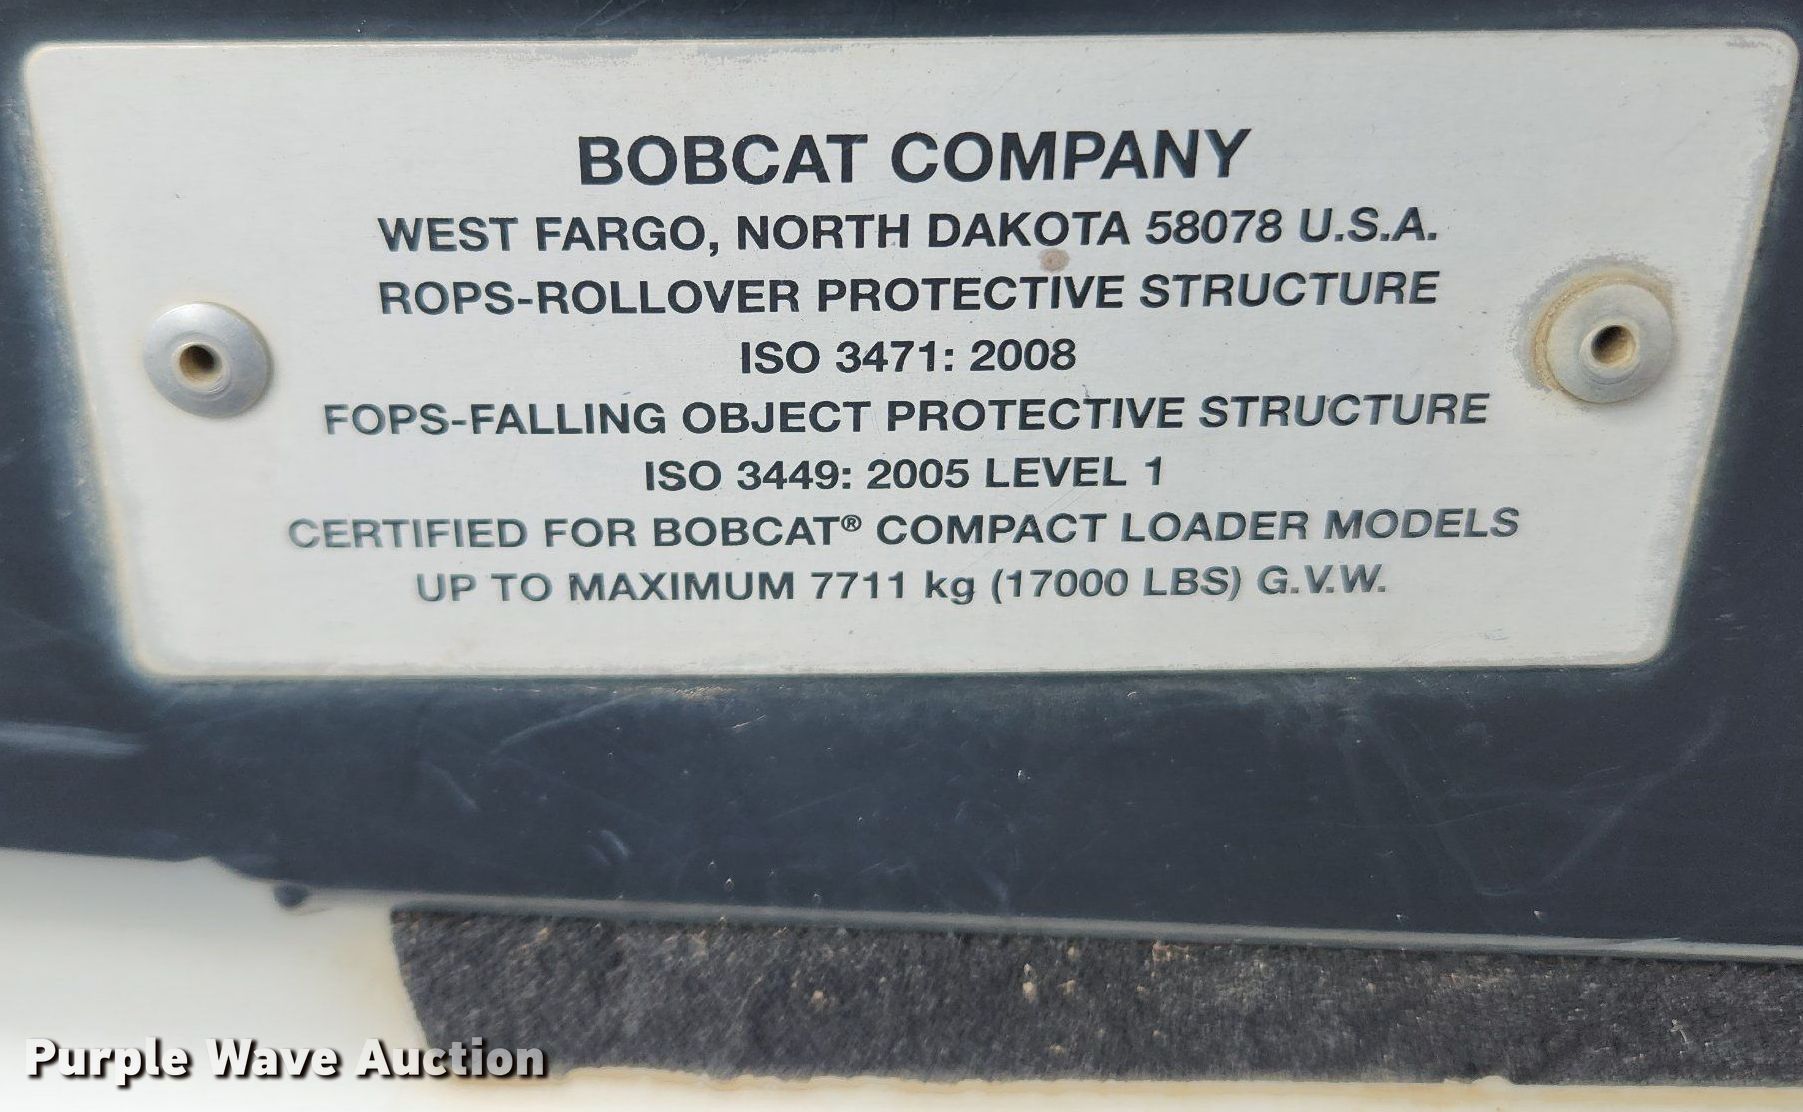 BOBCAT COMPANY
WEST FARGO, NORTH DAKOTA 58078 U.S.A.
ROPS-ROLLOVER PROTECTIVE STRUCTURE
ISO 3471: 2008
FOPS-FALLING OBJECT PROTECTIVE STRUCTURE
ISO 3449: 2005 LEVEL 1
CERTIFIED FOR BOBCAT® COMPACT LOADER MODELS
UP TO MAXIMUM 7711 kg (17000 LBS) G.V.W.
Purple Wave Auction